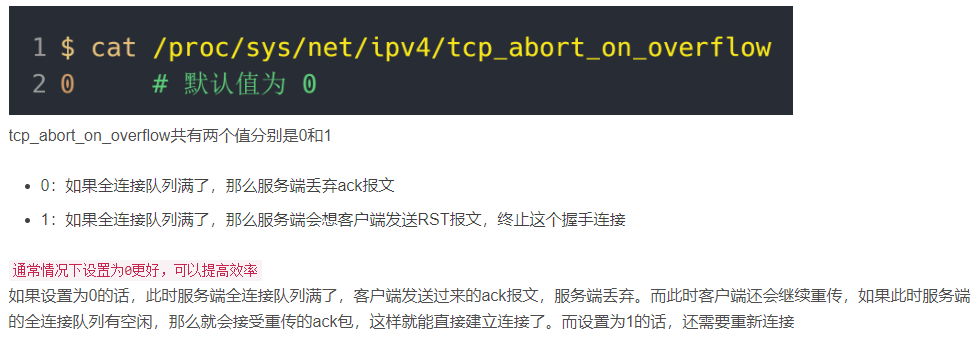 1 $ cat /proc/sys/net/ipv4/tcp_abort_on_overflow
2 0 # 默认值为 0
tcp_abort_on_overflow共有两个值分别是0和1
• 0：如果全连接队列满了，那么服务端丢弃ack报文
• 1：如果全连接队列满了，那么服务端会想客户端发送RST报文，终止这个握手连接
通常情况下设置为0更好，可以提高效率
如果设置为0的话，此时服务端全连接队列满了，客户端发送过来的ack报文，服务端丢弃。而此时客户端还会继续重传，如果此时服务端
的全连接队列有空闲，那么就会接受重传的ack包，这样就能直接建立连接了。而设置为1的话，还需要重新连接